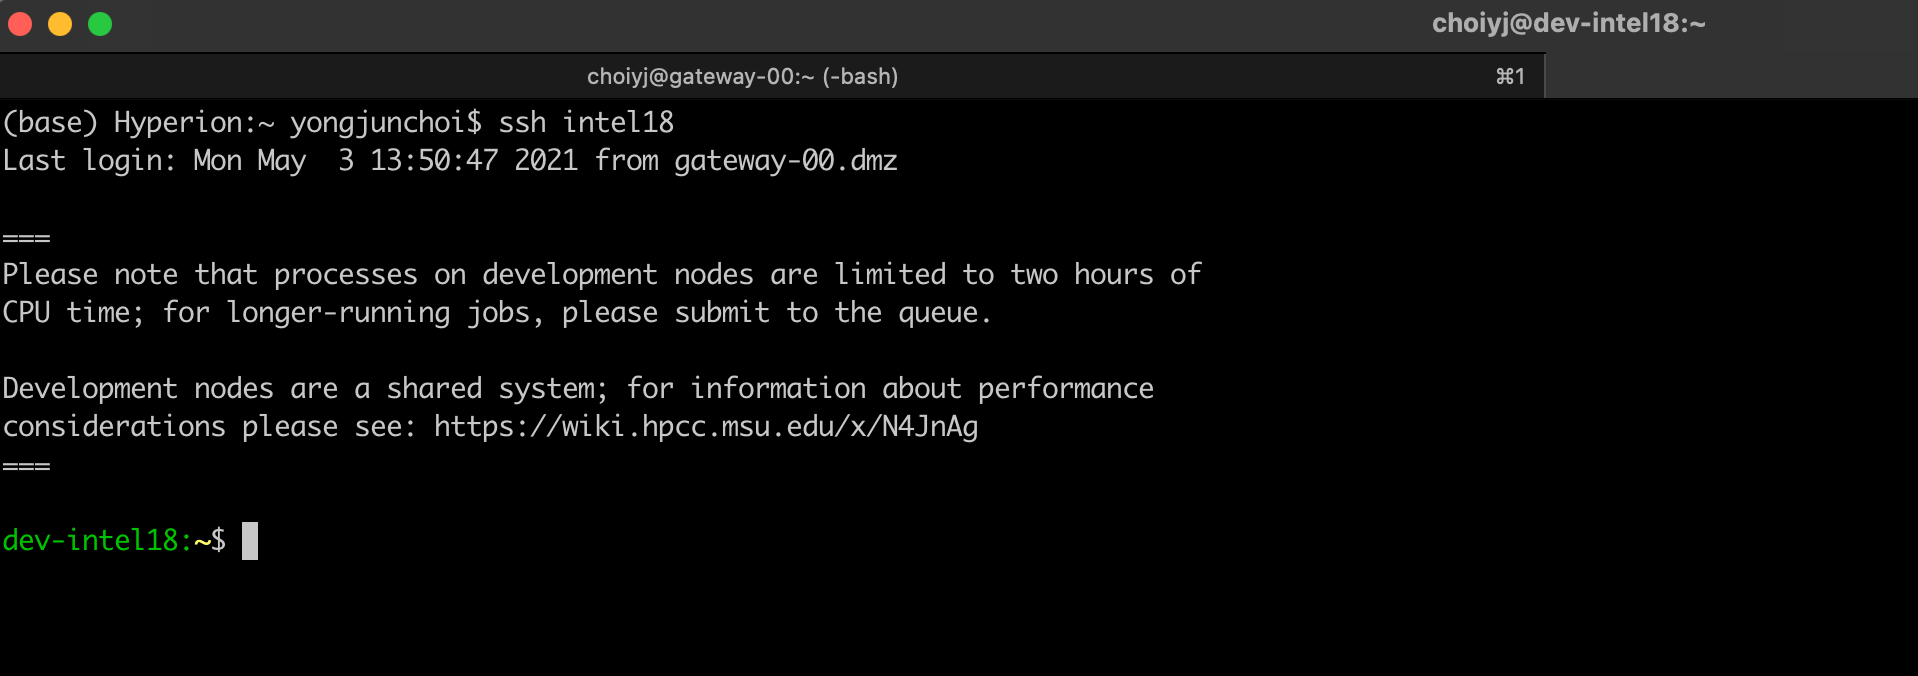 choiyj@dev-intel18:~
choiyj@gateway-00:~ (-bash) ⌘1
(base) Hyperion:~ yongjunchoi$ ssh intel18
Last login: Mon May  3 13:50:47 2021 from gateway-00.dmz
===
Please note that processes on development nodes are limited to two hours of
CPU time; for longer-running jobs, please submit to the queue.
Development nodes are a shared system; for information about performance
considerations please see: https://wiki.hpcc.msu.edu/x/N4JnAg
===
dev-intel18:~$